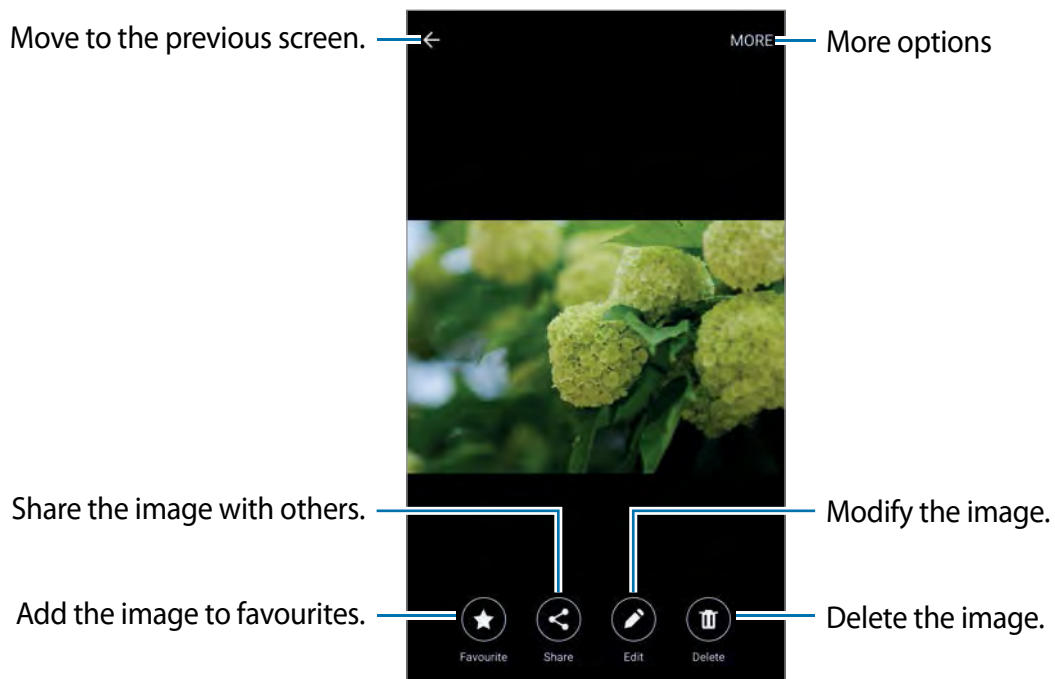 Move to the previous screen.
MORE
More options
Share the image with others.
Modify the image.
Add the image to favourites.
Delete the image.
Favourite
Share
Edit
Delete